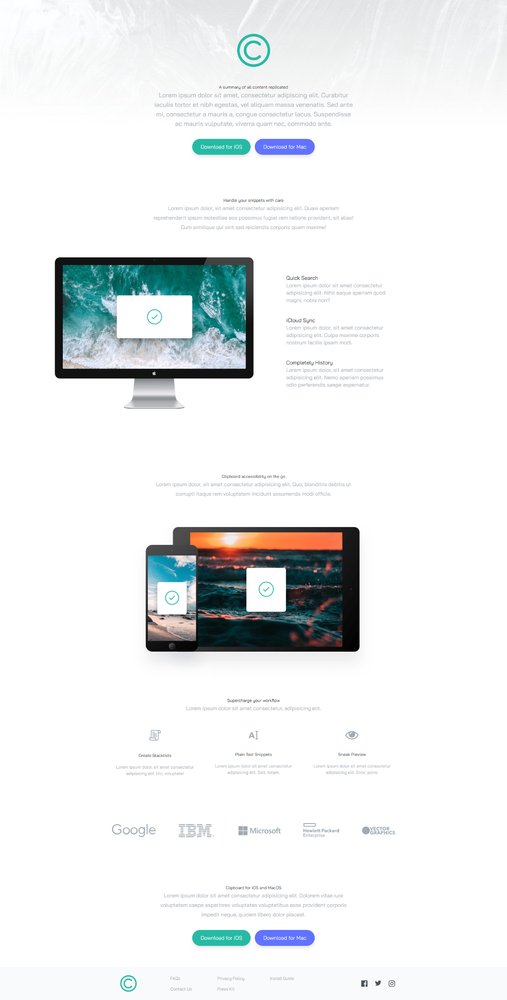 A summary of all content replicated
Lorem ipsum dolor sit amet, consectetur adipiscing elit. Curabitur
iaculis tortor et nibh egestas, vel aliquam massa venenatis. Sed ante
mi, consectetur a mauris a, congue consectetur lacus. Suspendisse
ac mauris vulputate, viverra quam nec, commodo ante.
Download for iOS
Download for Mac
Handle your snippets with care
Lorem ipsum dolor, sit amet consectetur adipisicing elit. Quasi aperiam
reprehenderit ipsum molestiae eos possimus fugiat rem ratione provident, sit alias!
Cum similique qui sint sed reiciendis corporis quam maxime!
Quick Search
Lorem ipsum dolor sit amet consectetur
adipisicing elit. Nihil eaque aperiam quod
magni, nobis non?
iCloud Sync
Lorem ipsum dolor, sit amet consectetur
adipisicing elit. Culpa maxime corporis
nostrum facilis ipsam modi.
Completely History
Lorem ipsum dolor, sit amet consectetur
adipisicing elit. Nemo aperiam possimus
odio perferendis saepe aspernatur.
Clipboard accessibility on the go
Lorem ipsum dolor, sit amet consectetur adipisicing elit. Quo, blanditiis debitis ut
corrupti itaque rem voluptatem incidunt assumenda modi officia.
Supercharge your workflow
Lorem ipsum dolor sit amet consectetur, adipisicing elit.
Create Blacklists
Lorem ipsum dolor, sit amet consectetur
adipisicing elit. Hic, voluptate!
Plain Text Snippets
Lorem ipsum dolor sit amet consectetur
adipisicing elit. Sint, totam.
Sneak Preview
Lorem ipsum dolor sit amet consectetur
adipisicing elit. Error, porro.
Google
IBM
Microsoft
Hewlett Packard
Enterprise
VECTOR
GRAPHICS
Clipboard for iOS and MacOS
Lorem ipsum dolor sit amet consectetur adipisicing elit. Dolorem vitae iure
voluptatem saepe asperiores voluptates voluptatibus esse provident corporis
impedit neque, quidem libero dolor placeat.
Download for iOS
Download for Mac
FAQs
Contact Us
Privacy Policy
Press Kit
Install Guide